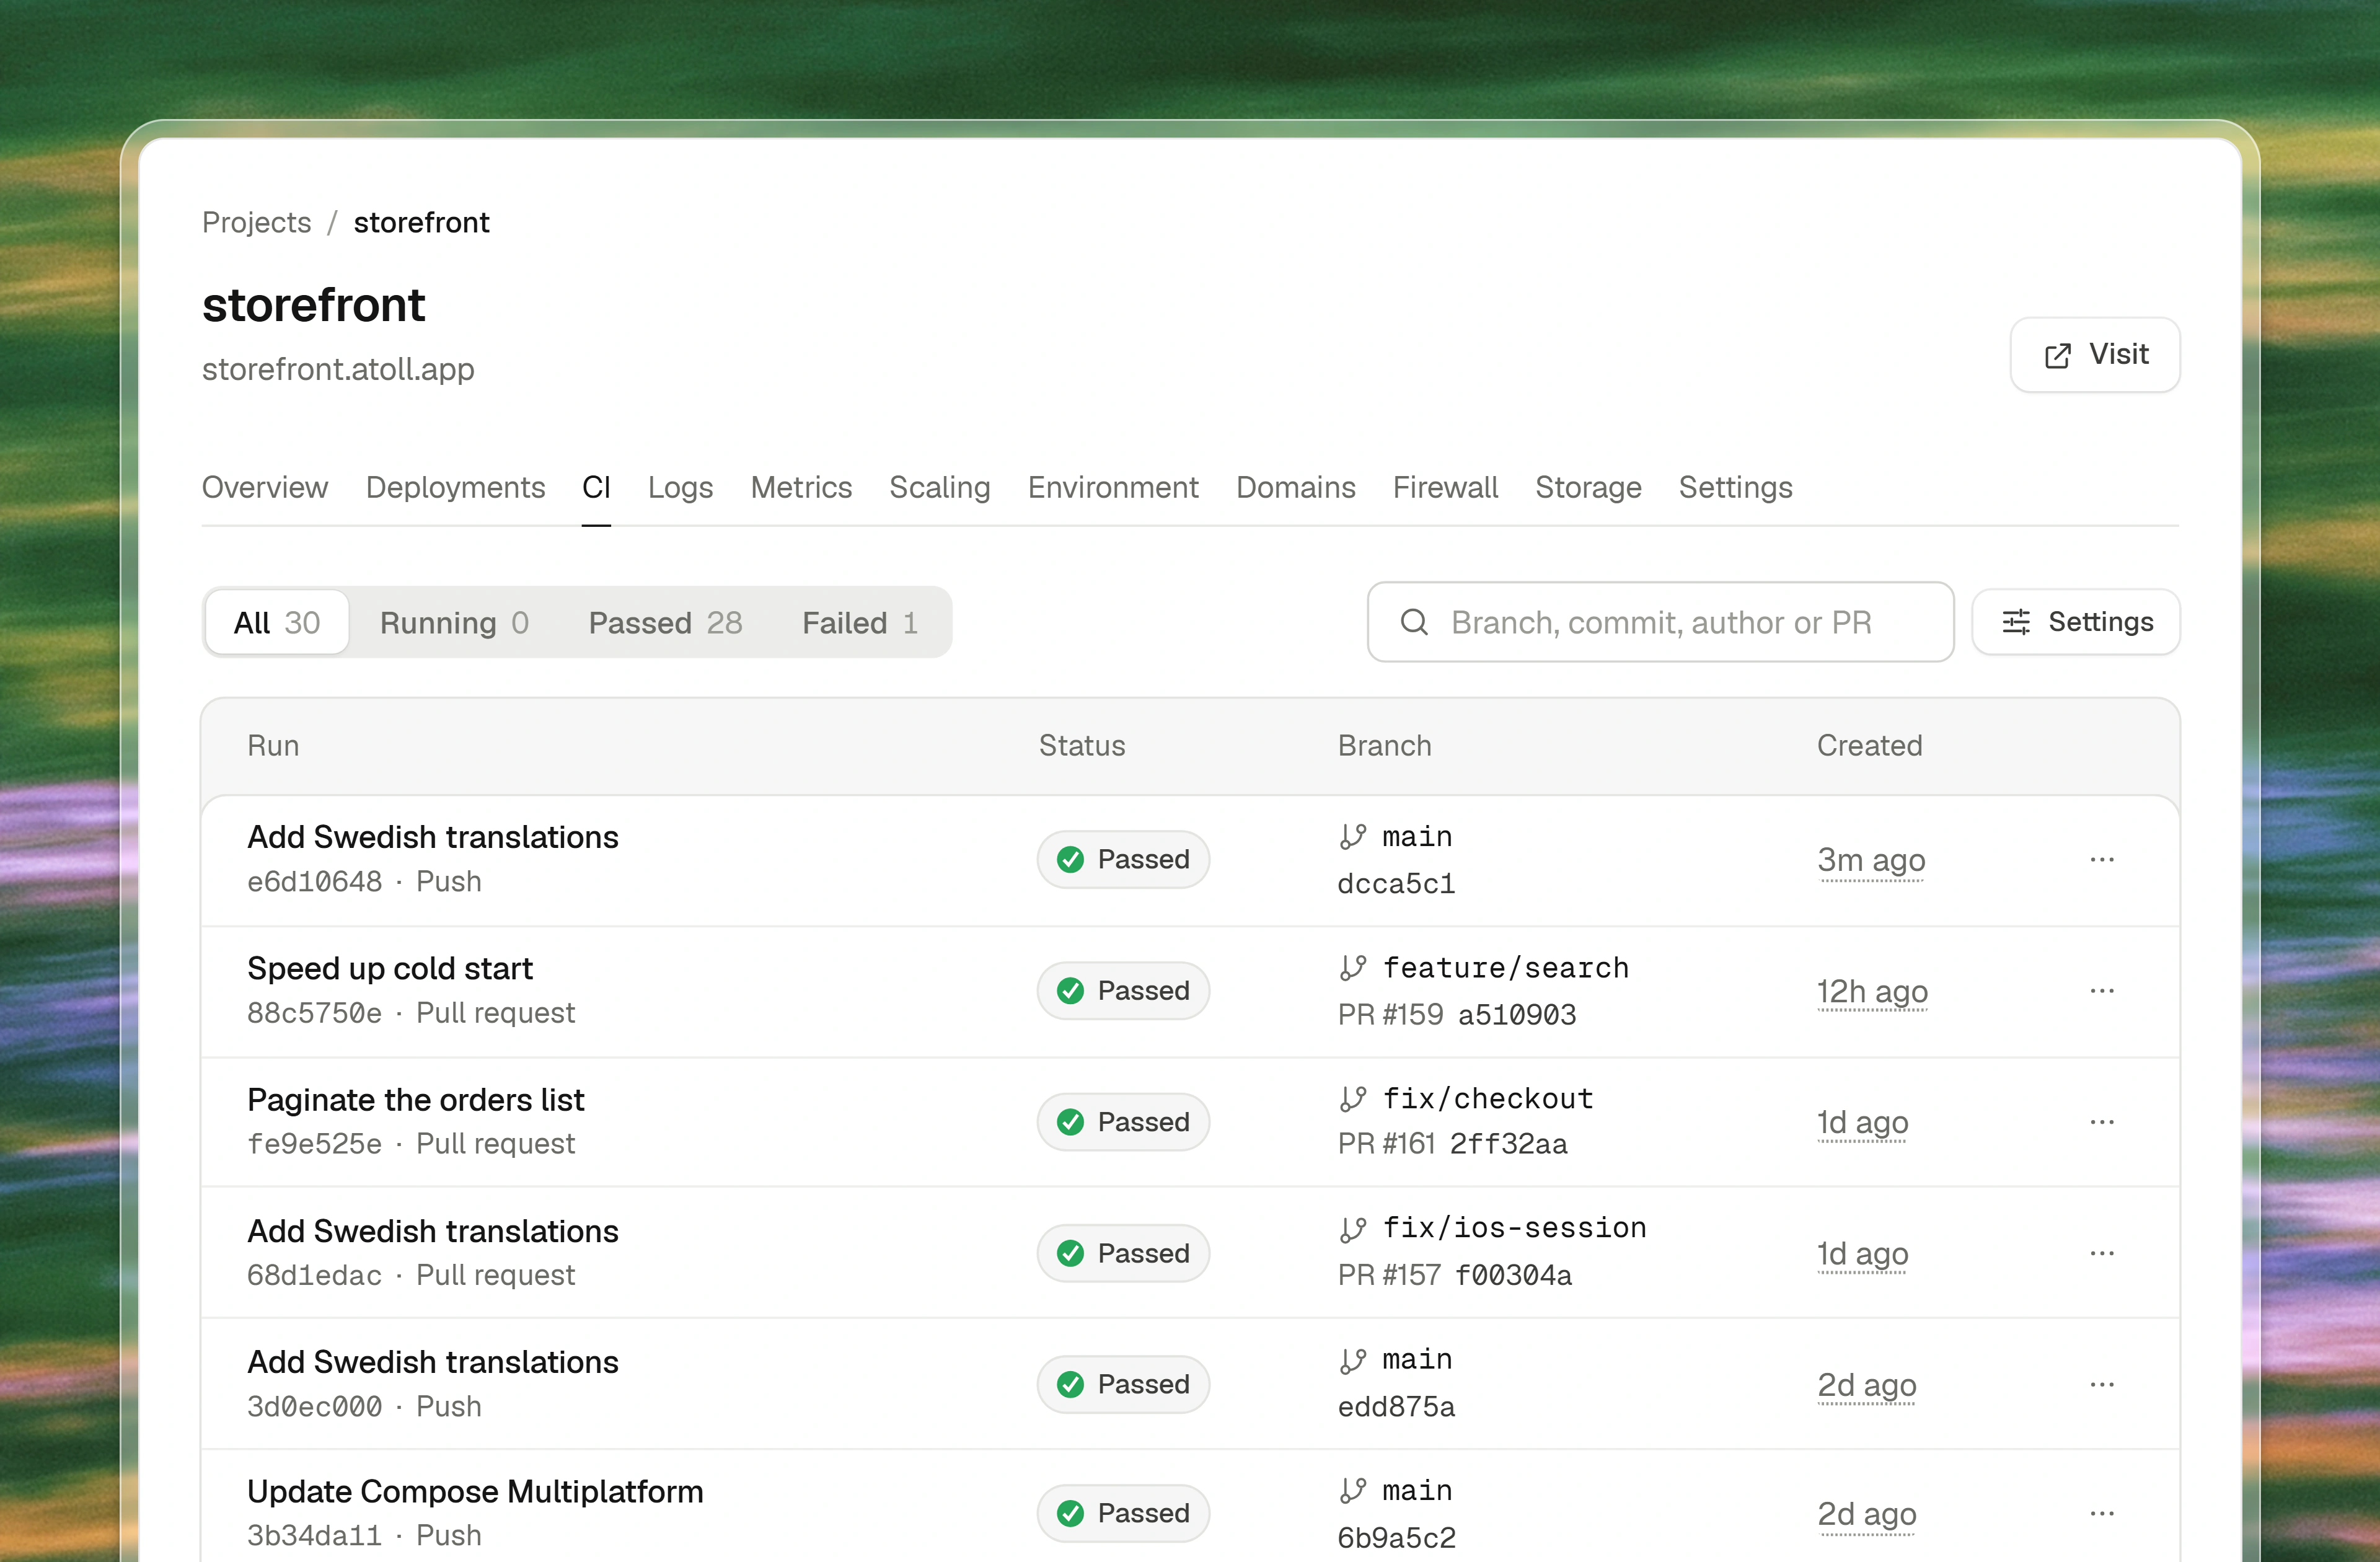 Projects / storefront
storefront
storefront.atoll.app
Visit
Overview Deployments CI Logs Metrics Scaling Environment Domains Firewall Storage Settings
All 30 Running 0 Passed 28 Failed 1
Branch, commit, author or PR
Settings
Run Status Branch Created
Add Swedish translations
e6d10648 · Push
Passed
main
dcca5c1
3m ago
Speed up cold start
88c5750e · Pull request
Passed
feature/search
PR #159 a510903
12h ago
Paginate the orders list
fe9e525e · Pull request
Passed
fix/checkout
PR #161 2ff32aa
1d ago
Add Swedish translations
68d1edac · Pull request
Passed
fix/ios-session
PR #157 f00304a
1d ago
Add Swedish translations
3d0ec000 · Push
Passed
main
edd875a
2d ago
Update Compose Multiplatform
3b34da11 · Push
Passed
main
6b9a5c2
2d ago